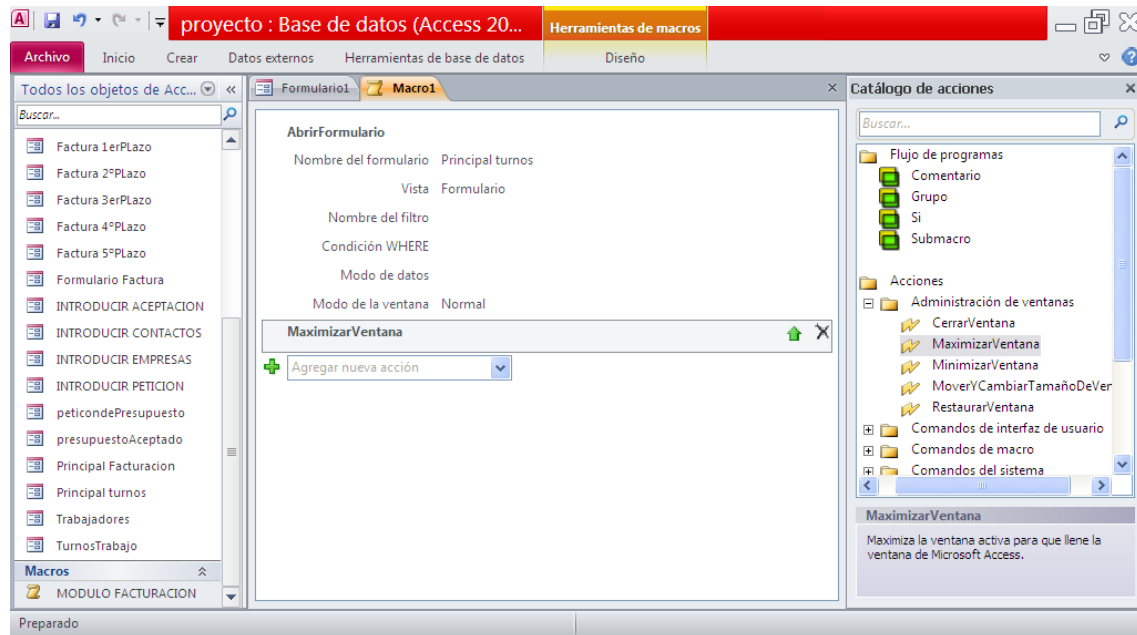 proyecto : Base de datos (Access 20...
Herramientas de macros
Archivo Inicio Crear Datos externos Herramientas de base de datos Diseño
Todos los objetos de Acc...
Buscar...
Factura 1erPLazo
Factura 2ºPLazo
Factura 3erPLazo
Factura 4ºPLazo
Factura 5ºPLazo
Formulario Factura
INTRODUCIR ACEPTACION
INTRODUCIR CONTACTOS
INTRODUCIR EMPRESAS
INTRODUCIR PETICION
peticondePresupuesto
presupuestoAceptado
Principal Facturacion
Principal turnos
Trabajadores
TurnosTrabajo
Macros
MODULO FACTURACION
Formulario1 Macro1
AbrirFormulario
Nombre del formulario Principal turnos
Vista Formulario
Nombre del filtro
Condición WHERE
Modo de datos
Modo de la ventana Normal
MaximizarVentana
Agregar nueva acción
Catálogo de acciones
Buscar...
Flujo de programas
Comentario
Grupo
Si
Submacro
Acciones
Administración de ventanas
CerrarVentana
MaximizarVentana
MinimizarVentana
MoverYCambiarTamañoDeVer
RestaurarVentana
Comandos de interfaz de usuario
Comandos de macro
Comandos del sistema
MaximizarVentana
Maximiza la ventana activa para que llene la
ventana de Microsoft Access.
Preparado